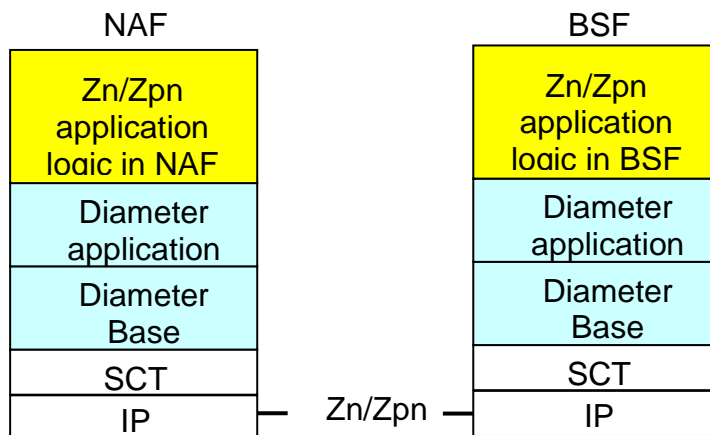 NAF
Zn/Zpn
application
logic in NAF
Diameter
application
Diameter
Base
SCT
IP
Zn/Zpn
BSF
Zn/Zpn
application
logic in BSF
Diameter
application
Diameter
Base
SCT
IP